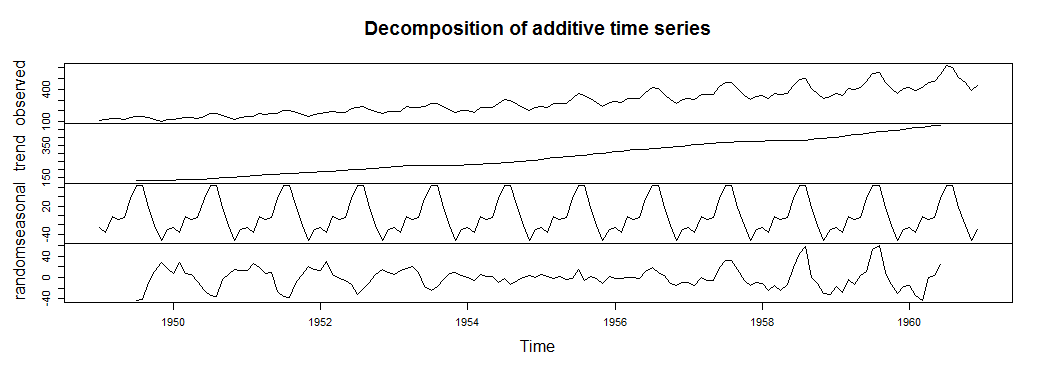 Decomposition of additive time series
observed
400
100
trend
350
150
seasonal
20
-40
random
40
0
-40
1950 1952 1954 1956 1958 1960
Time